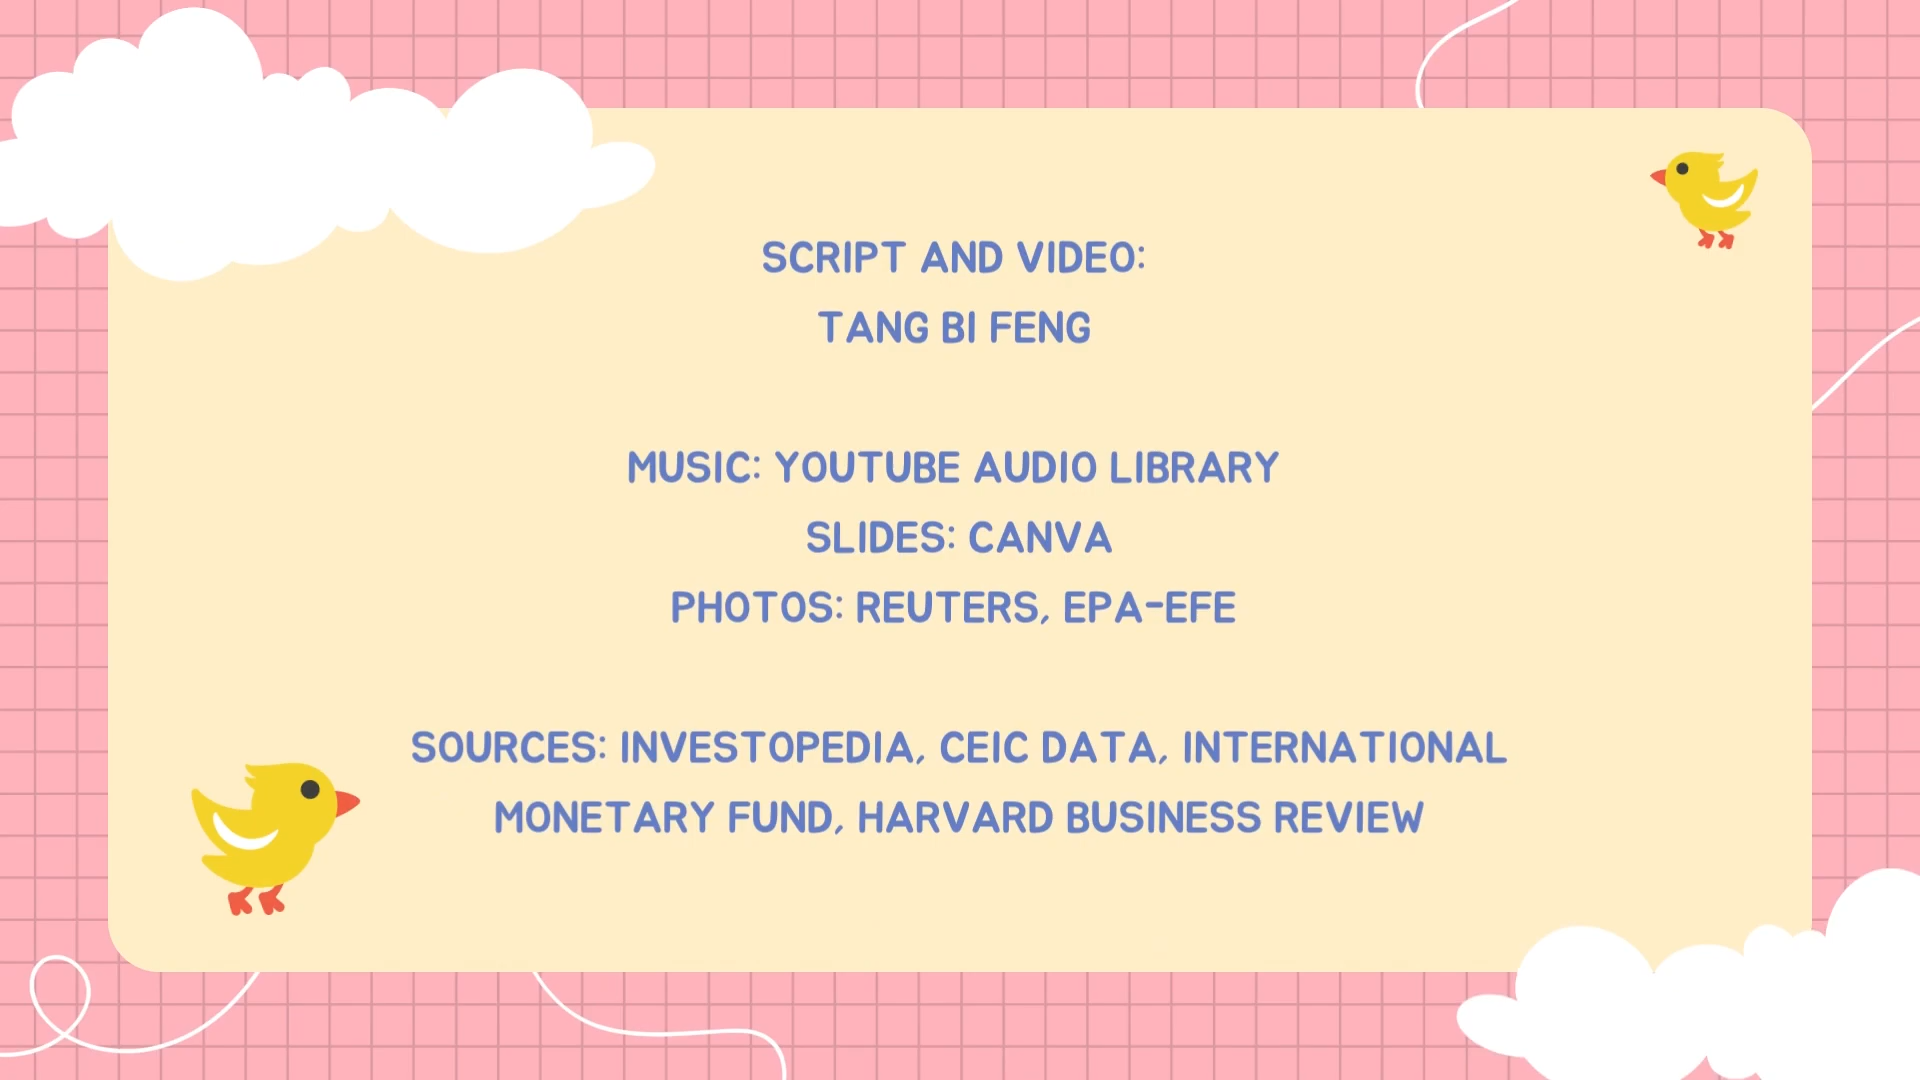 SCRIPT AND VIDEO:
TANG BI FENG
MUSIC: YOUTUBE AUDIO LIBRARY
SLIDES: CANVA
PHOTOS: REUTERS, EPA-EFE
SOURCES: INVESTOPEDIA, CEIC DATA, INTERNATIONAL
MONETARY FUND, HARVARD BUSINESS REVIEW